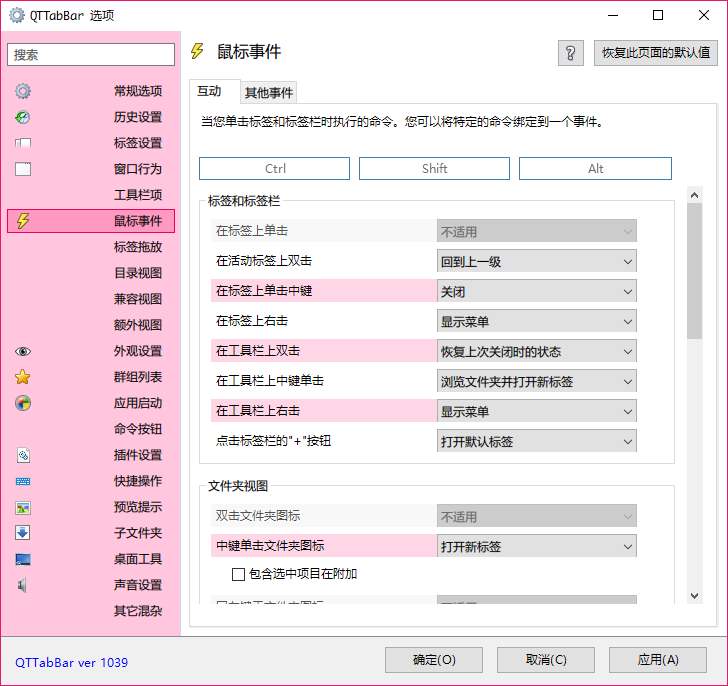 QTTabBar 选项
搜索
常规选项
历史设置
标签设置
窗口行为
工具栏项
鼠标事件
标签拖放
目录视图
兼容视图
额外视图
外观设置
群组列表
应用启动
命令按钮
插件设置
快捷操作
预览提示
子文件夹
桌面工具
声音设置
其它混杂
鼠标事件
?
恢复此页面的默认值
互动
其他事件
当您单击标签和标签栏时执行的命令。您可以将特定的命令绑定到一个事件。
Ctrl
Shift
Alt
标签和标签栏
在标签上单击 不适用
在活动标签上双击 回到上一级
在标签上单击中键 关闭
在标签上右击 显示菜单
在工具栏上双击 恢复上次关闭时的状态
在工具栏上中键单击 浏览文件夹并打开新标签
在工具栏上右击 显示菜单
点击标签栏的"+"按钮 打开默认标签
文件夹视图
双击文件夹图标 不适用
中键单击文件夹图标 打开新标签
包含选中项目在附加
QTTabBar ver 1039
确定(O)
取消(C)
应用(A)